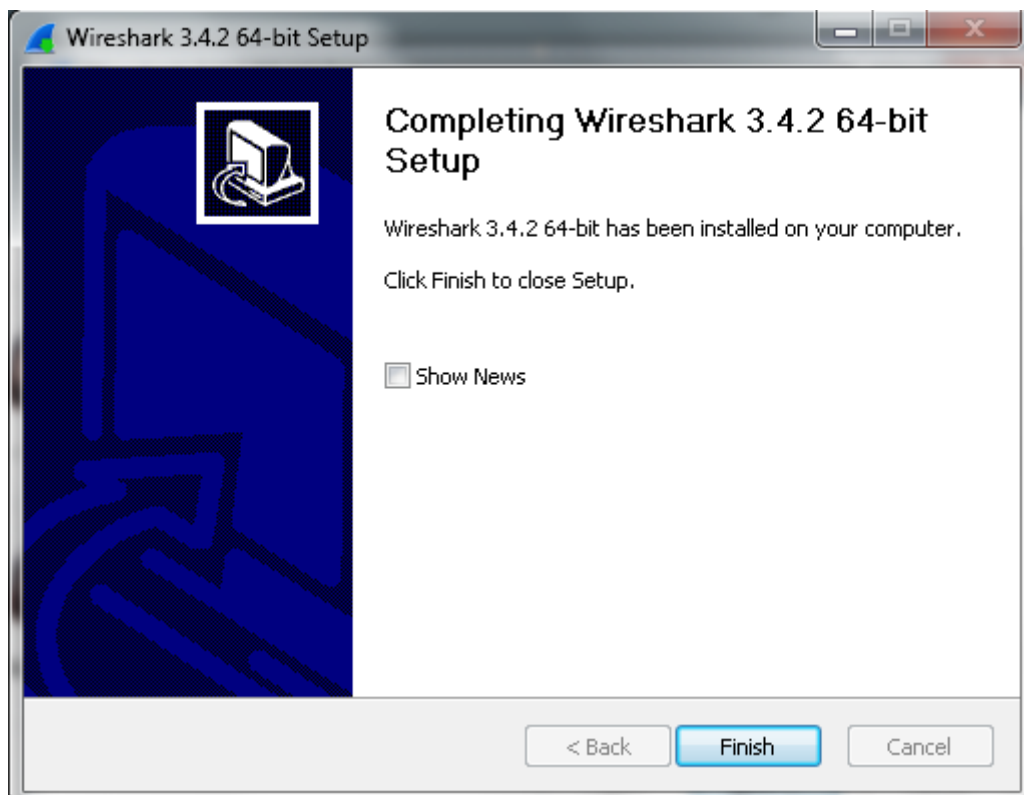 Wireshark 3.4.2 64-bit Setup
Completing Wireshark 3.4.2 64-bit
Setup
Wireshark 3.4.2 64-bit has been installed on your computer.
Click Finish to close Setup.
Show News
< Back
Finish
Cancel